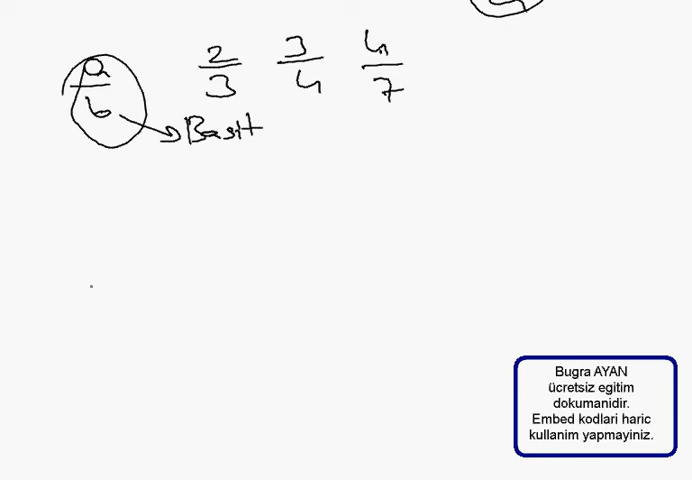 a/b 2/3 3/4 4/7
Basit
Bugra AYAN
ücretsiz egitim
dokumanidir.
Embed kodlari haric
kullanim yapmayiniz.